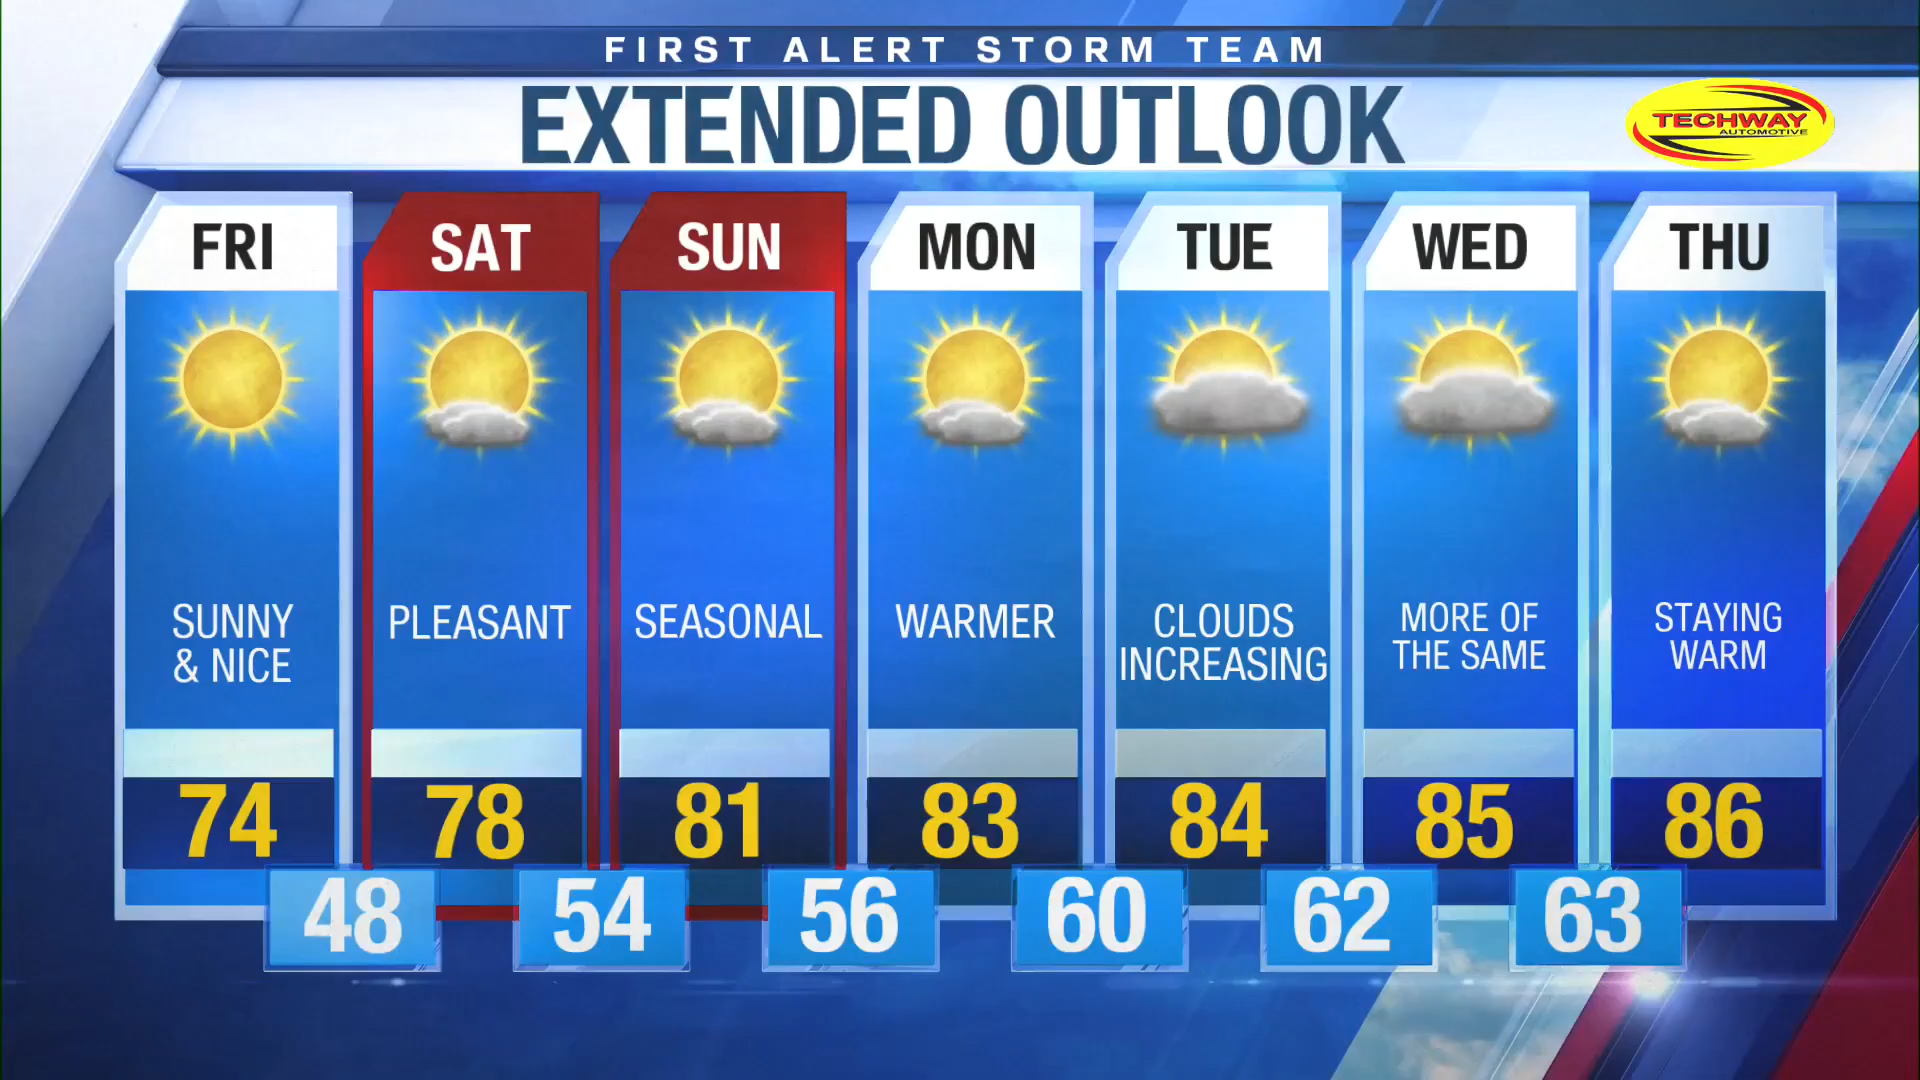 FIRST ALERT STORM TEAM
EXTENDED OUTLOOK
TECHWAY
AUTOMOTIVE
FRI
SAT
SUN
MON
TUE
WED
THU
SUNNY
& NICE
PLEASANT
SEASONAL
WARMER
CLOUDS
INCREASING
MORE OF
THE SAME
STAYING
WARM
74
78
81
83
84
85
86
48
54
56
60
62
63